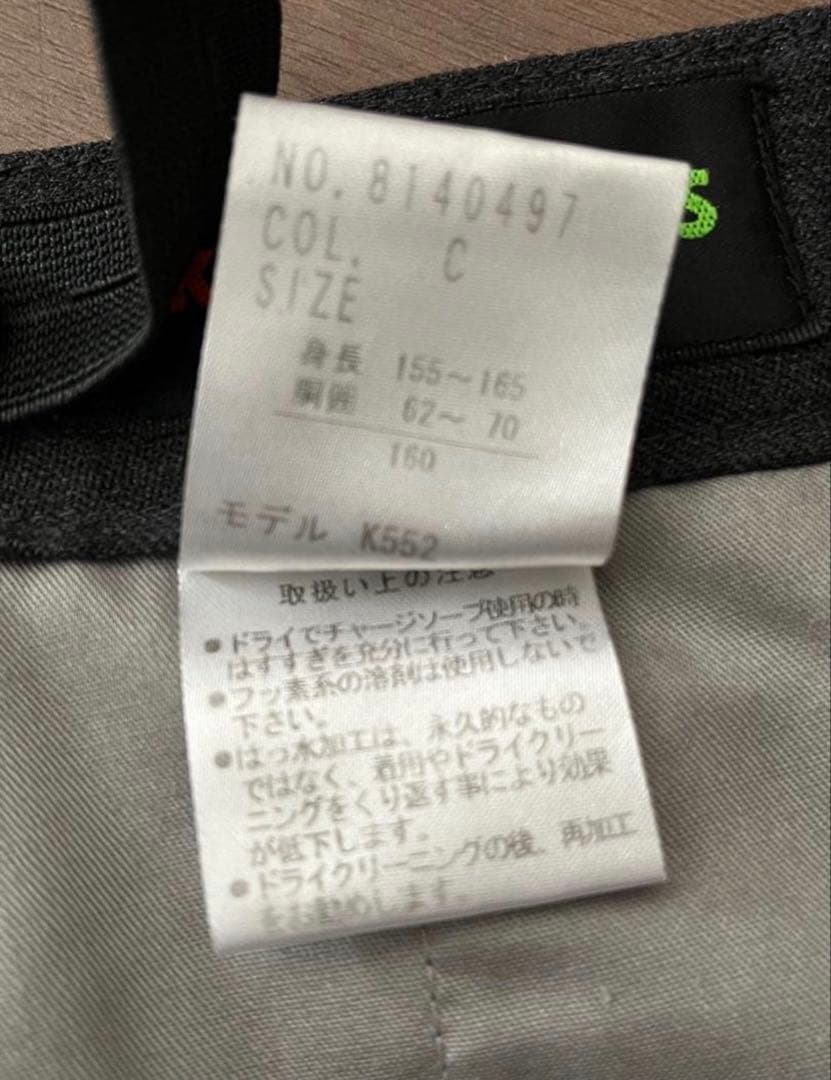 NO. 8140497
COL. C
SIZE
身長 155〜165
胴囲 62〜 70
160
モデル K552
取扱い上の注意
●ドライでチャージソープ使用の時
はすすぎを充分に行って下さい。
●フッ素系の溶剤は使用しないで
下さい。
●はっ水加工は、永久的なもの
ではなく、着用やドライクリー
ニングをくり返す事により効果
が低下します。
●ドライクリーニングの後、再加工
をお勧めします。
S